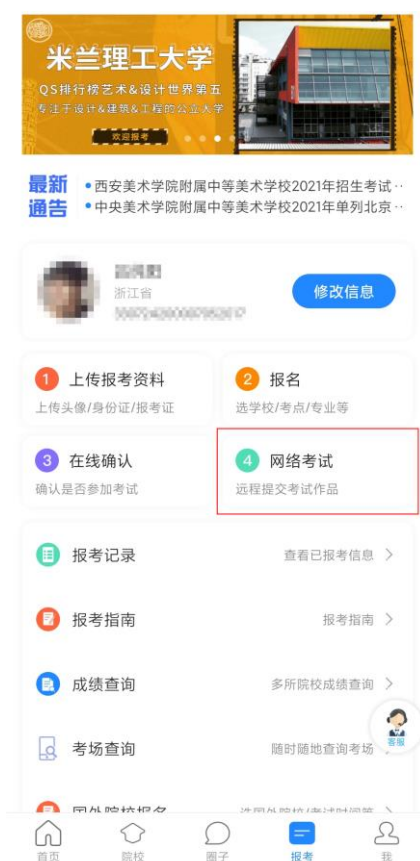 米兰理工大学
QS排行榜艺术&设计世界第五
专注于设计&建筑&工程的公立大学
欢迎报考
最新
通告
西安美术学院附属中等美术学校2021年招生考试··
中央美术学院附属中等美术学校2021年单列北京··
浙江省
修改信息
1 上传报考资料
上传头像/身份证/报考证
2 报名
选学校/考点/专业等
3 在线确认
确认是否参加考试
4 网络考试
远程提交考试作品
报考记录
查看已报考信息
报考指南
报考指南
成绩查询
多所院校成绩查询
考场查询
随时随地查询考场
客服
国外院校报名
选国外院校/考试时间等
首页
院校
圈子
报考
我